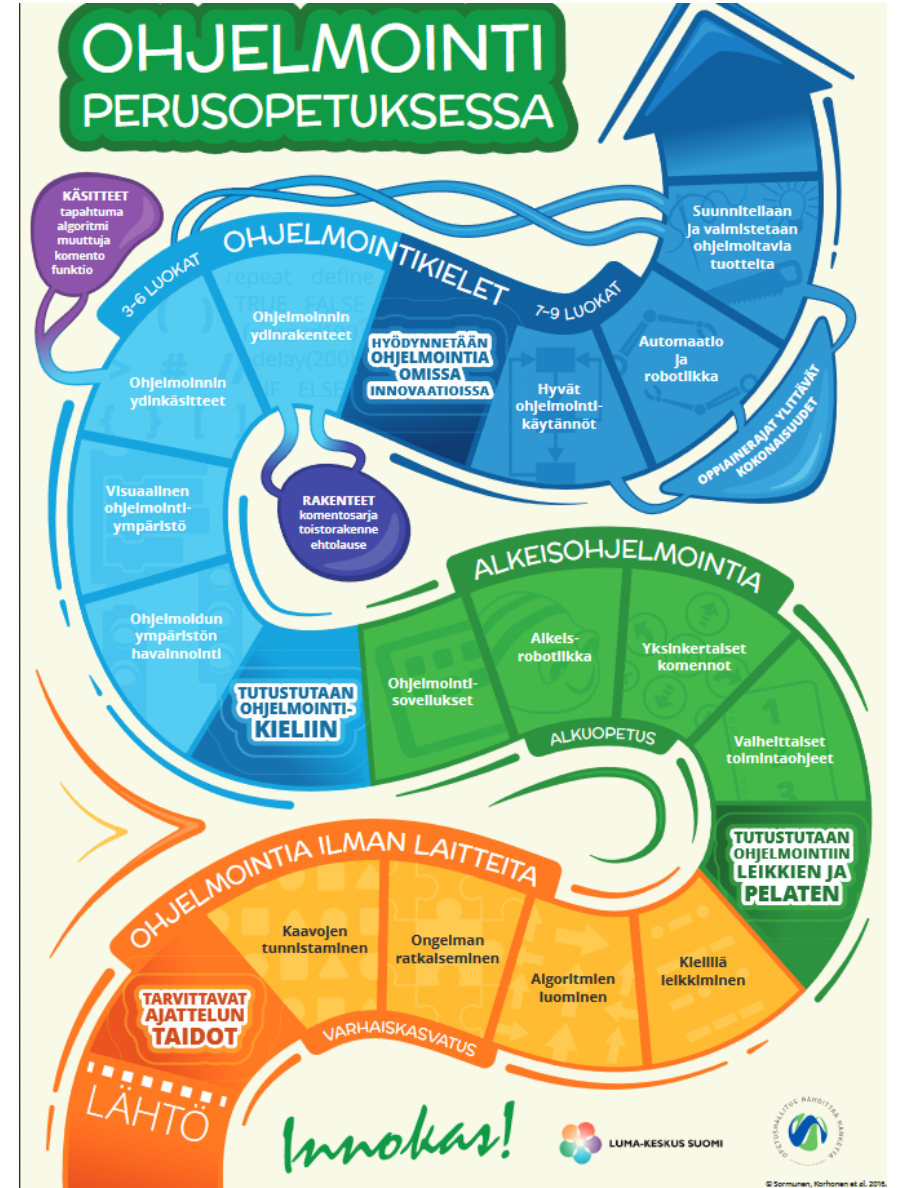 OHJELMOINTI
PERUSOPETUKSESSA
KÄSITTEET
tapahtuma
algoritmi
muuttuja
komento
funktio
3-6 LUOKAT
OHJELMOINTIKIELET
7-9 LUOKAT
Suunnitellaan
ja valmistetaan
ohjelmoitavia
tuotteita
Automaatio
ja
robotiikka
OPPIAINERAJAT YLITTÄVÄT
KOKONAISUUDET
Hyvät
ohjelmointi-
käytännöt
HYÖDYNNETÄÄN
OHJELMOINTIA
OMISSA
INNOVAATIOISSA
repeat define
TRUE FALSE
delay(200)
IF ELSE
Ohjelmoinnin
ydinrakenteet
Ohjelmoinnin
ydinkäsitteet
( )
> # //
{ } [ ]
RAKENTEET
komentosarja
toistorakenne
ehtolause
Visuaalinen
ohjelmointi-
ympäristö
Ohjelmoidun
ympäristön
havainnointi
TUTUSTUTAAN
OHJELMOINTI-
KIELIIN
ALKEISOHJELMOINTIA
Ohjelmointi-
sovellukset
Alkeis-
robotiikka
Yksinkertaiset
komennot
ALKUOPETUS
1
Vaiheittaiset
toimintaohjeet
2
TUTUSTUTAAN
OHJELMOINTIIN
LEIKKIEN JA
PELATEN
OHJELMOINTIA ILMAN LAITTEITA
Kaavojen
tunnistaminen
Ongelman
ratkaiseminen
Algoritmien
luominen
Kielillä
leikkiminen
VARHAISKASVATUS
TARVITTAVAT
AJATTELUN
TAIDOT
LÄHTÖ
Innokas!
LUMA-KESKUS SUOMI
OPETUSHALLITUS RAHOITTAA HANKETTA
© Sormunen, Korhonen et al. 2016.